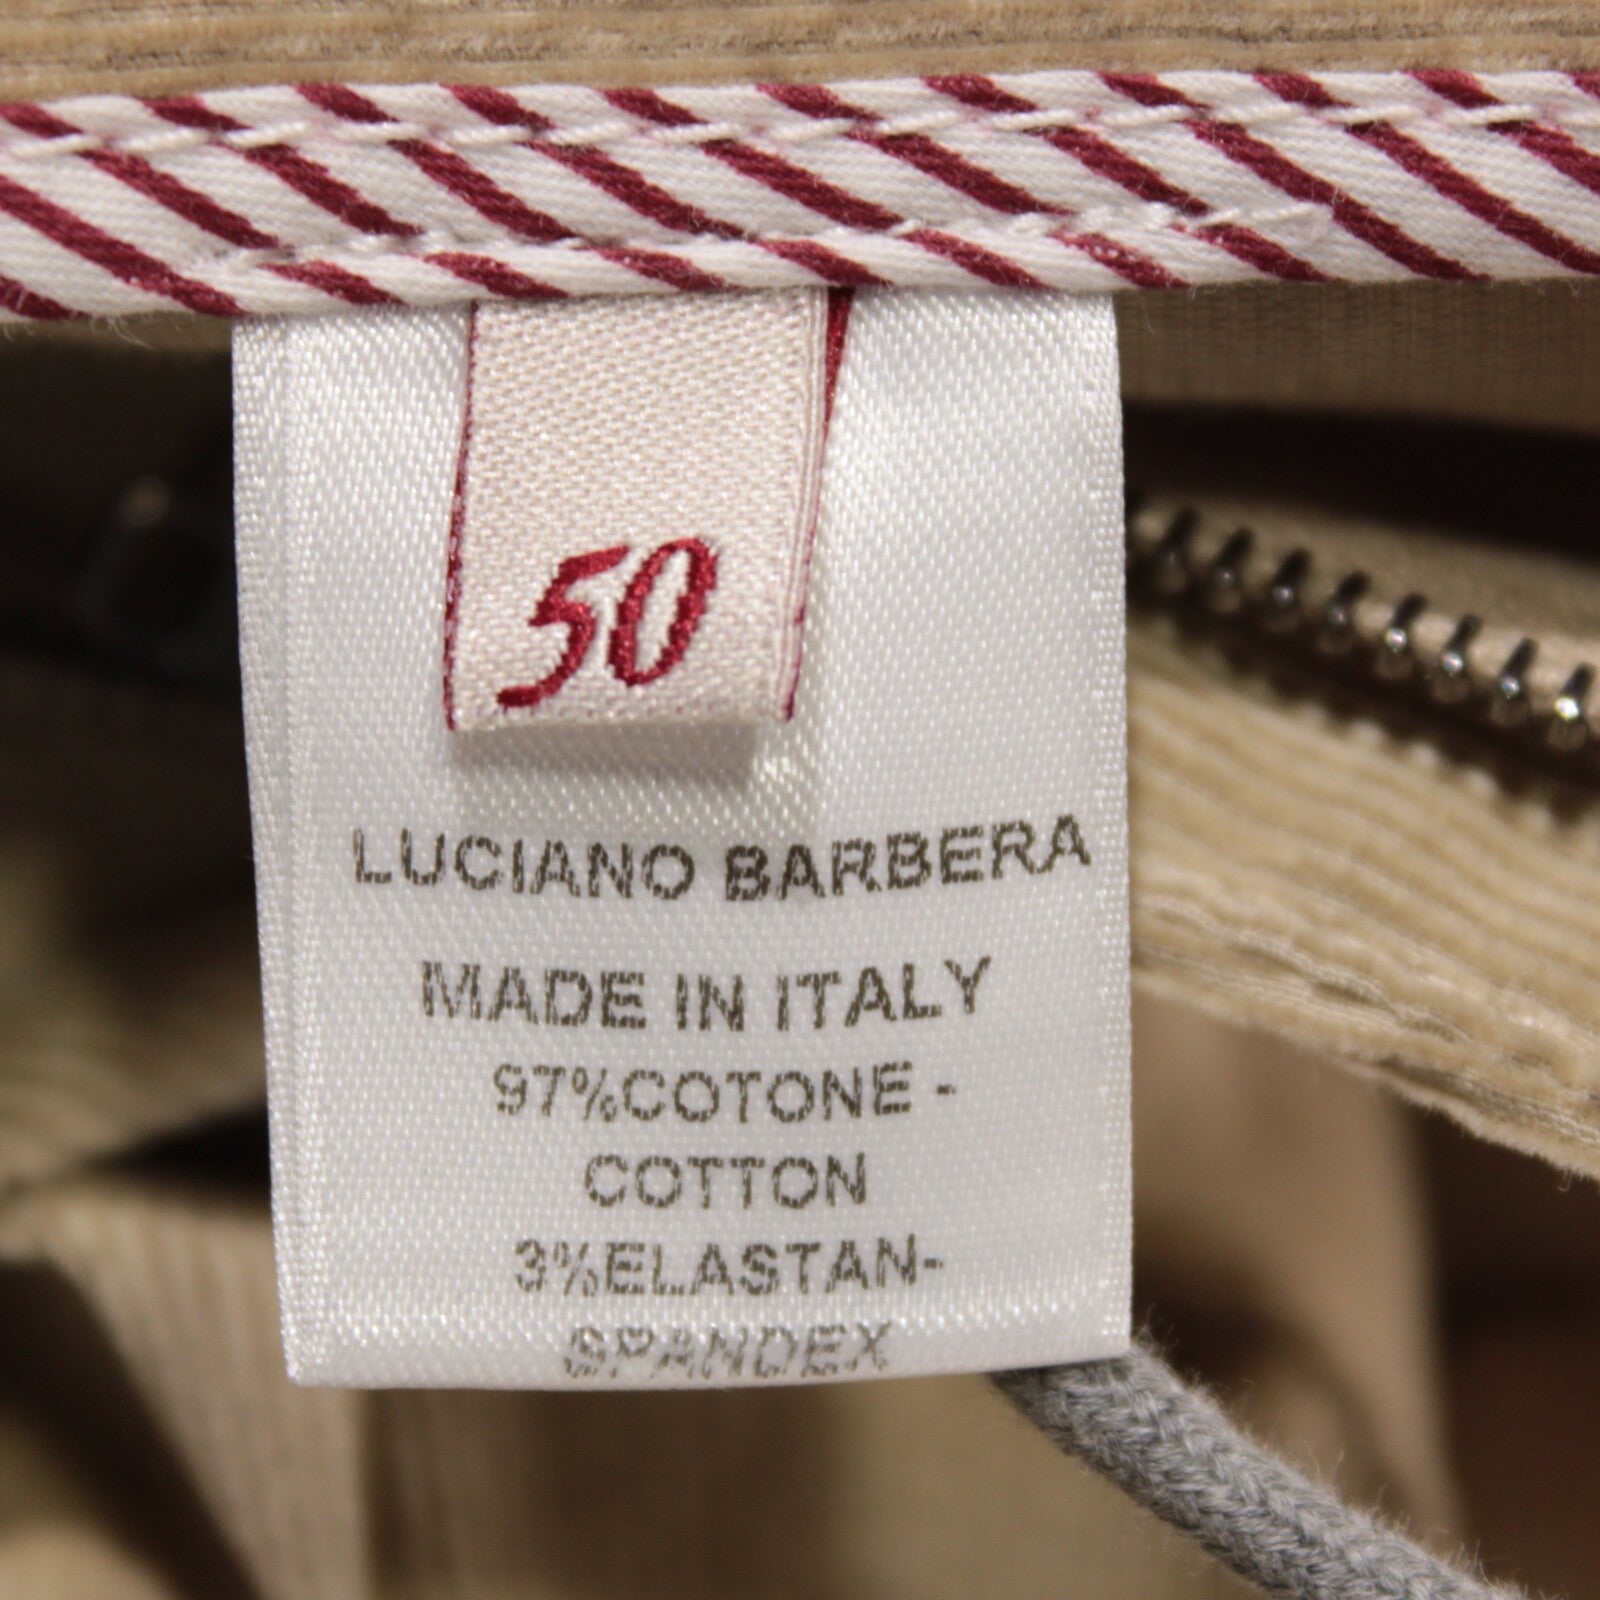 50
LUCIANO BARBERA
MADE IN ITALY
97%COTONE -
COTTON
3%ELASTAN-
SPANDEX